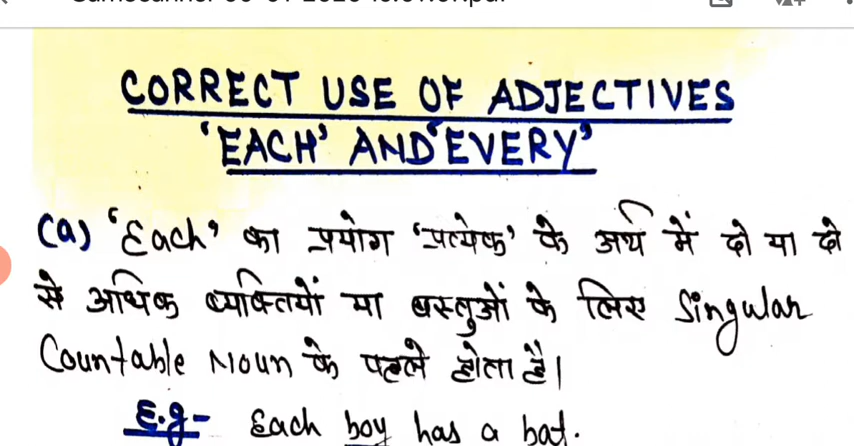 CORRECT USE OF ADJECTIVES
'EACH' AND 'EVERY'
(a) 'Each' का प्रयोग 'प्रत्येक' के अर्थ में दो या दो
से अधिक व्यक्तियों या वस्तुओं के लिए Singular
Countable Noun के पहले होता है।
E.g- Each boy has a bat.